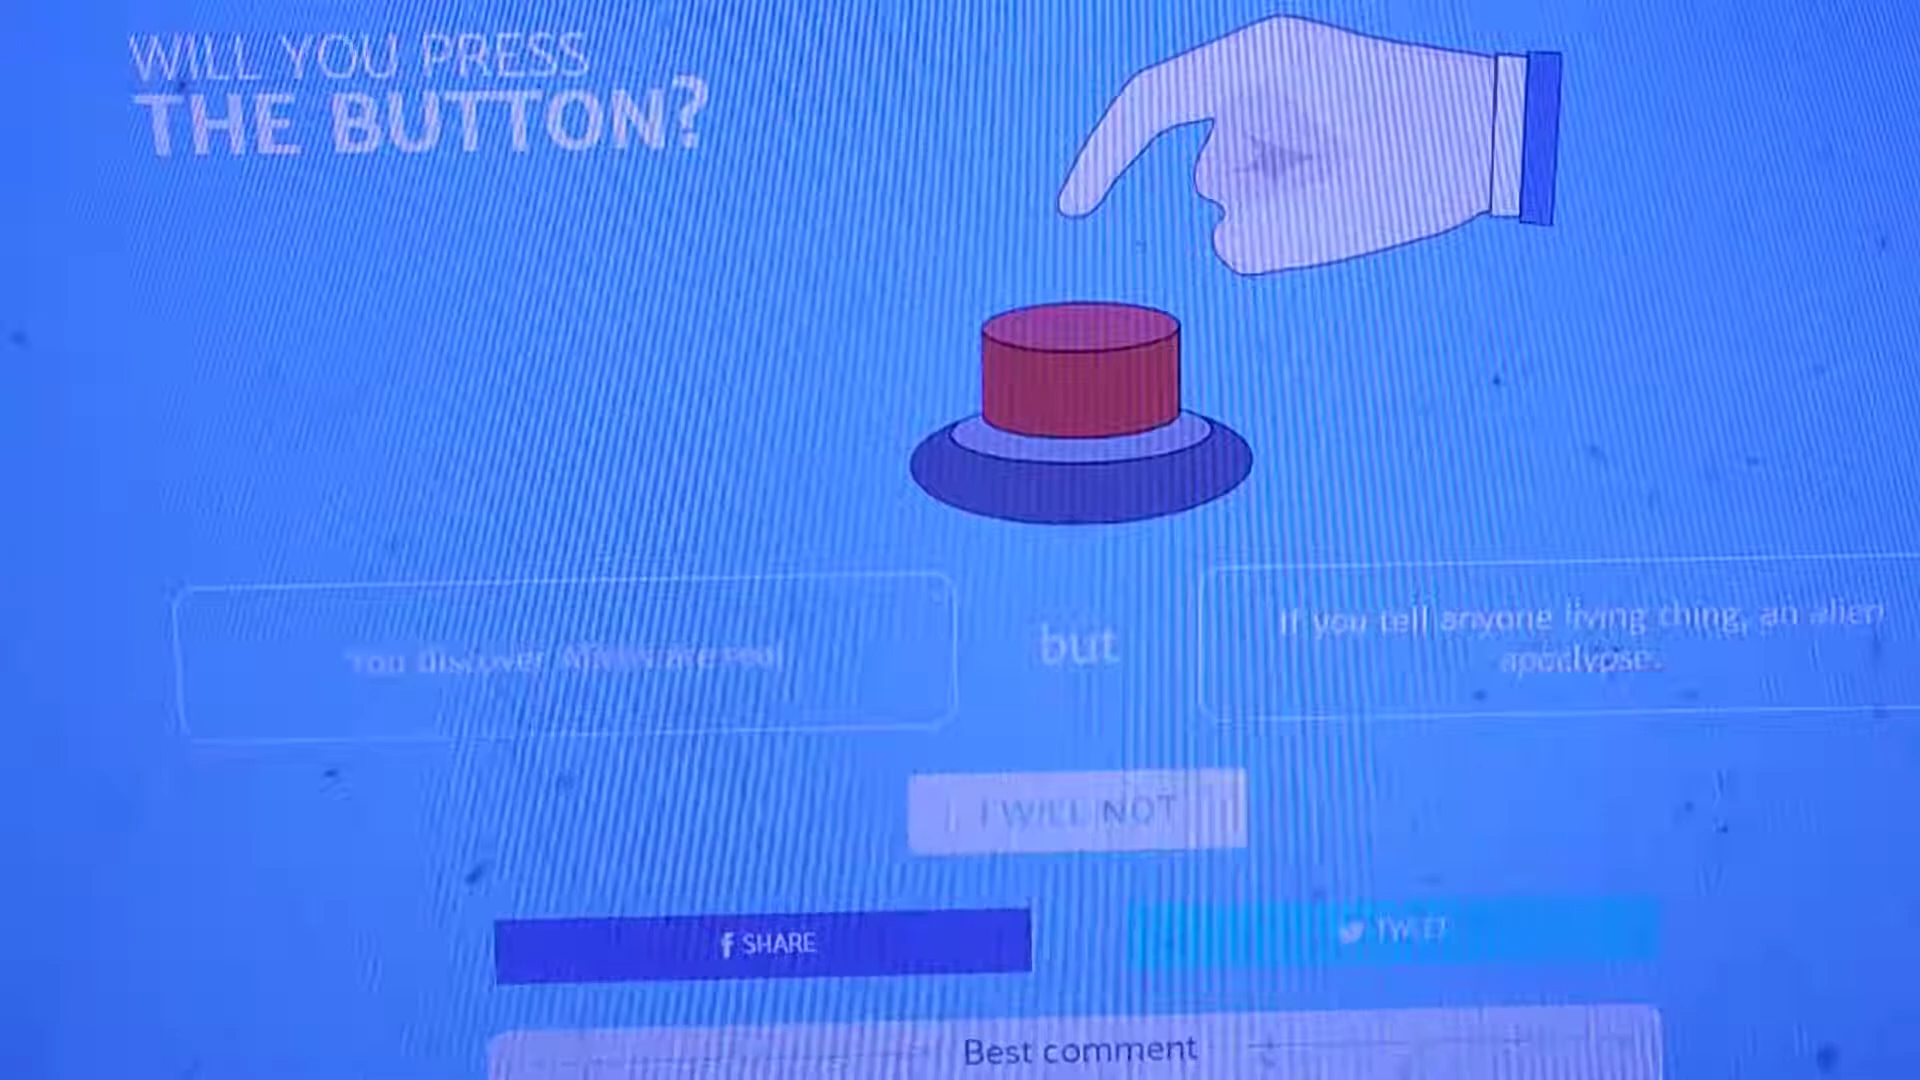 WILL YOU PRESS
THE BUTTON?
You discover Aliens are real
but
If you tell anyone living thing, an alien
apocalypse.
I WILL NOT
f SHARE
TWEET
Best comment